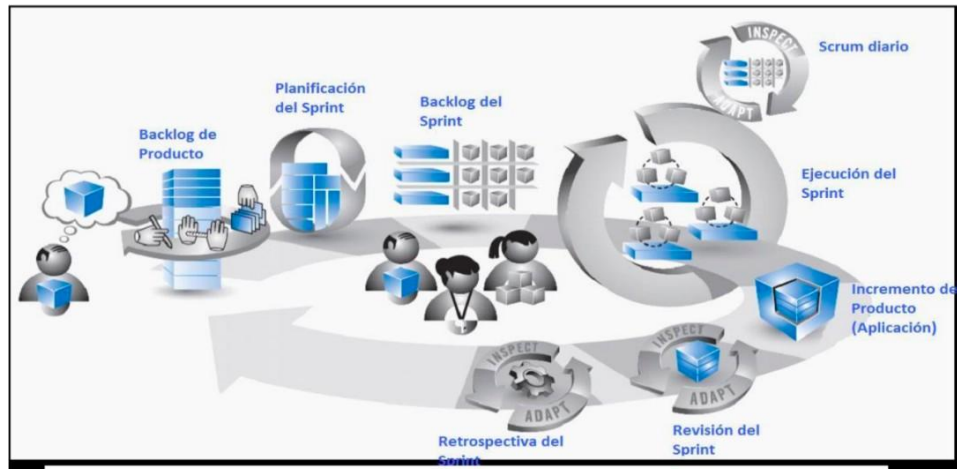 Backlog de
Producto
Planificación
del Sprint
Backlog del
Sprint
INSPECT
ADAPT
Scrum diario
Ejecución del
Sprint
Incremento de
Producto
(Aplicación)
INSPECT
ADAPT
Revisión del
Sprint
INSPECT
ADAPT
Retrospectiva del
Sprint